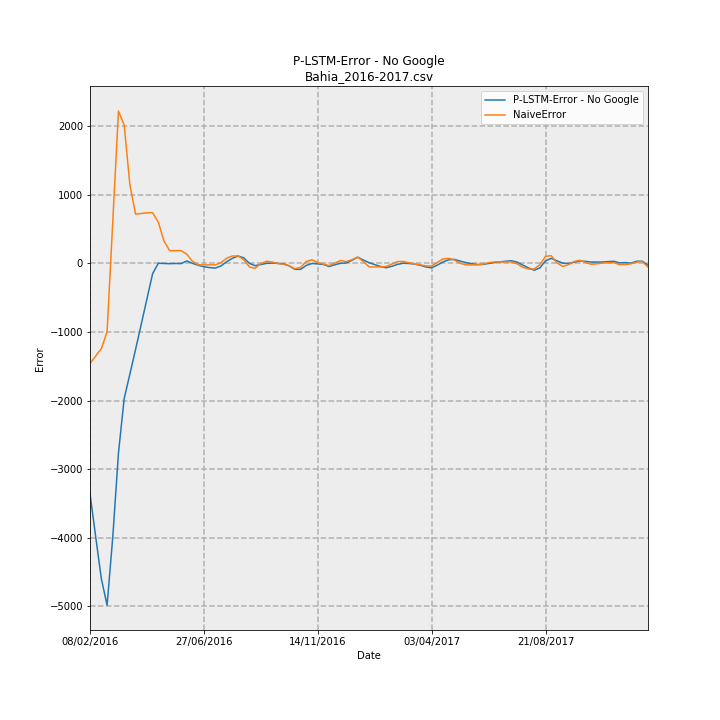 P-LSTM-Error - No Google
Bahia_2016-2017.csv
P-LSTM-Error - No Google
NaiveError
2000
1000
0
−1000
−2000
−3000
−4000
−5000
Error
08/02/2016 27/06/2016 14/11/2016 03/04/2017 21/08/2017
Date